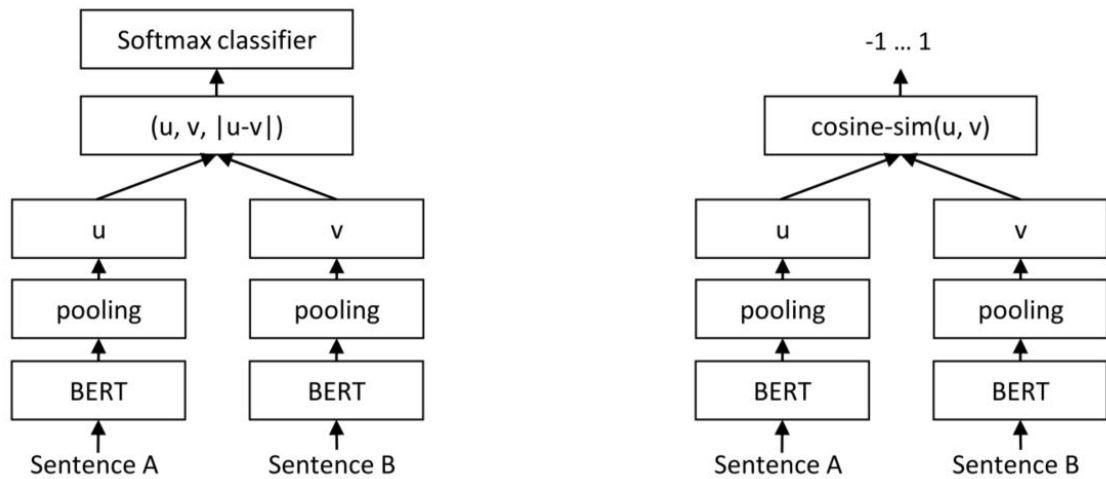 Softmax classifier
(u, v, |u-v|)
u
v
pooling
pooling
BERT
BERT
Sentence A
Sentence B
-1 … 1
cosine-sim(u, v)
u
v
pooling
pooling
BERT
BERT
Sentence A
Sentence B